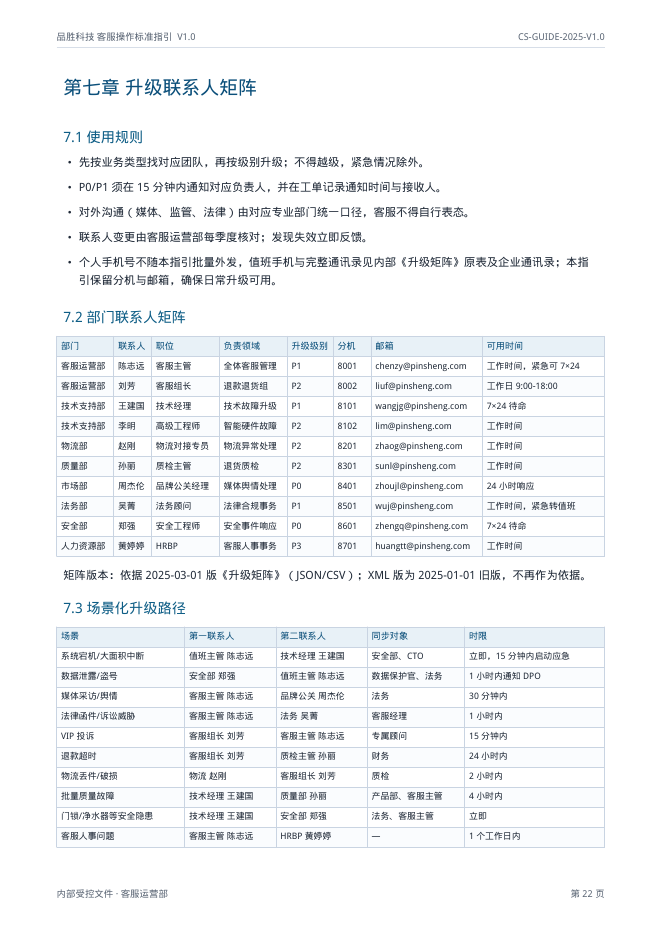 品胜科技 客服操作标准指引 V1.0
CS-GUIDE-2025-V1.0
第七章 升级联系人矩阵
7.1 使用规则
• 先按业务类型找对应团队，再按级别升级；不得越级，紧急情况除外。
• P0/P1 须在 15 分钟内通知对应负责人，并在工单记录通知时间与接收人。
• 对外沟通（媒体、监管、法律）由对应专业部门统一口径，客服不得自行表态。
• 联系人变更由客服运营部每季度核对；发现失效立即反馈。
• 个人手机号不随本指引批量外发，值班手机与完整通讯录见内部《升级矩阵》原表及企业通讯录；本指
引保留分机与邮箱，确保日常升级可用。
7.2 部门联系人矩阵
部门 联系人 职位 负责领域 升级级别 分机 邮箱 可用时间
客服运营部 陈志远 客服主管 全体客服管理 P1 8001 chenzy@pinsheng.com 工作时间，紧急可 7×24
客服运营部 刘芳 客服组长 退款退货组 P2 8002 liuf@pinsheng.com 工作日 9:00-18:00
技术支持部 王建国 技术经理 技术故障升级 P1 8101 wangjg@pinsheng.com 7×24 待命
技术支持部 李明 高级工程师 智能硬件故障 P2 8102 lim@pinsheng.com 工作时间
物流部 赵刚 物流对接专员 物流异常处理 P2 8201 zhaog@pinsheng.com 工作时间
质量部 孙丽 质检主管 退货质检 P2 8301 sunl@pinsheng.com 工作时间
市场部 周杰伦 品牌公关经理 媒体舆情处理 P0 8401 zhoujl@pinsheng.com 24 小时响应
法务部 吴菁 法务顾问 法律合规事务 P1 8501 wuj@pinsheng.com 工作时间，紧急转值班
安全部 郑强 安全工程师 安全事件响应 P0 8601 zhengq@pinsheng.com 7×24 待命
人力资源部 黄婷婷 HRBP 客服人事事务 P3 8701 huangtt@pinsheng.com 工作时间
矩阵版本：依据 2025-03-01 版《升级矩阵》（JSON/CSV）；XML 版为 2025-01-01 旧版，不再作为依据。
7.3 场景化升级路径
场景 第一联系人 第二联系人 同步对象 时限
系统宕机/大面积中断 值班主管 陈志远 技术经理 王建国 安全部、CTO 立即，15 分钟内启动应急
数据泄露/盗号 安全部 郑强 值班主管 陈志远 数据保护官、法务 1 小时内通知 DPO
媒体采访/舆情 客服主管 陈志远 品牌公关 周杰伦 法务 30 分钟内
法律函件/诉讼威胁 客服主管 陈志远 法务 吴菁 客服经理 1 小时内
VIP 投诉 客服组长 刘芳 客服主管 陈志远 专属顾问 15 分钟内
退款超时 客服组长 刘芳 质检主管 孙丽 财务 24 小时内
物流丢件/破损 物流 赵刚 客服组长 刘芳 质检 2 小时内
批量质量故障 技术经理 王建国 质量部 孙丽 产品部、客服主管 4 小时内
门锁/净水器等安全隐患 技术经理 王建国 安全部 郑强 法务、客服主管 立即
客服人事问题 客服主管 陈志远 HRBP 黄婷婷 — 1 个工作日内
内部受控文件 · 客服运营部
第 22 页